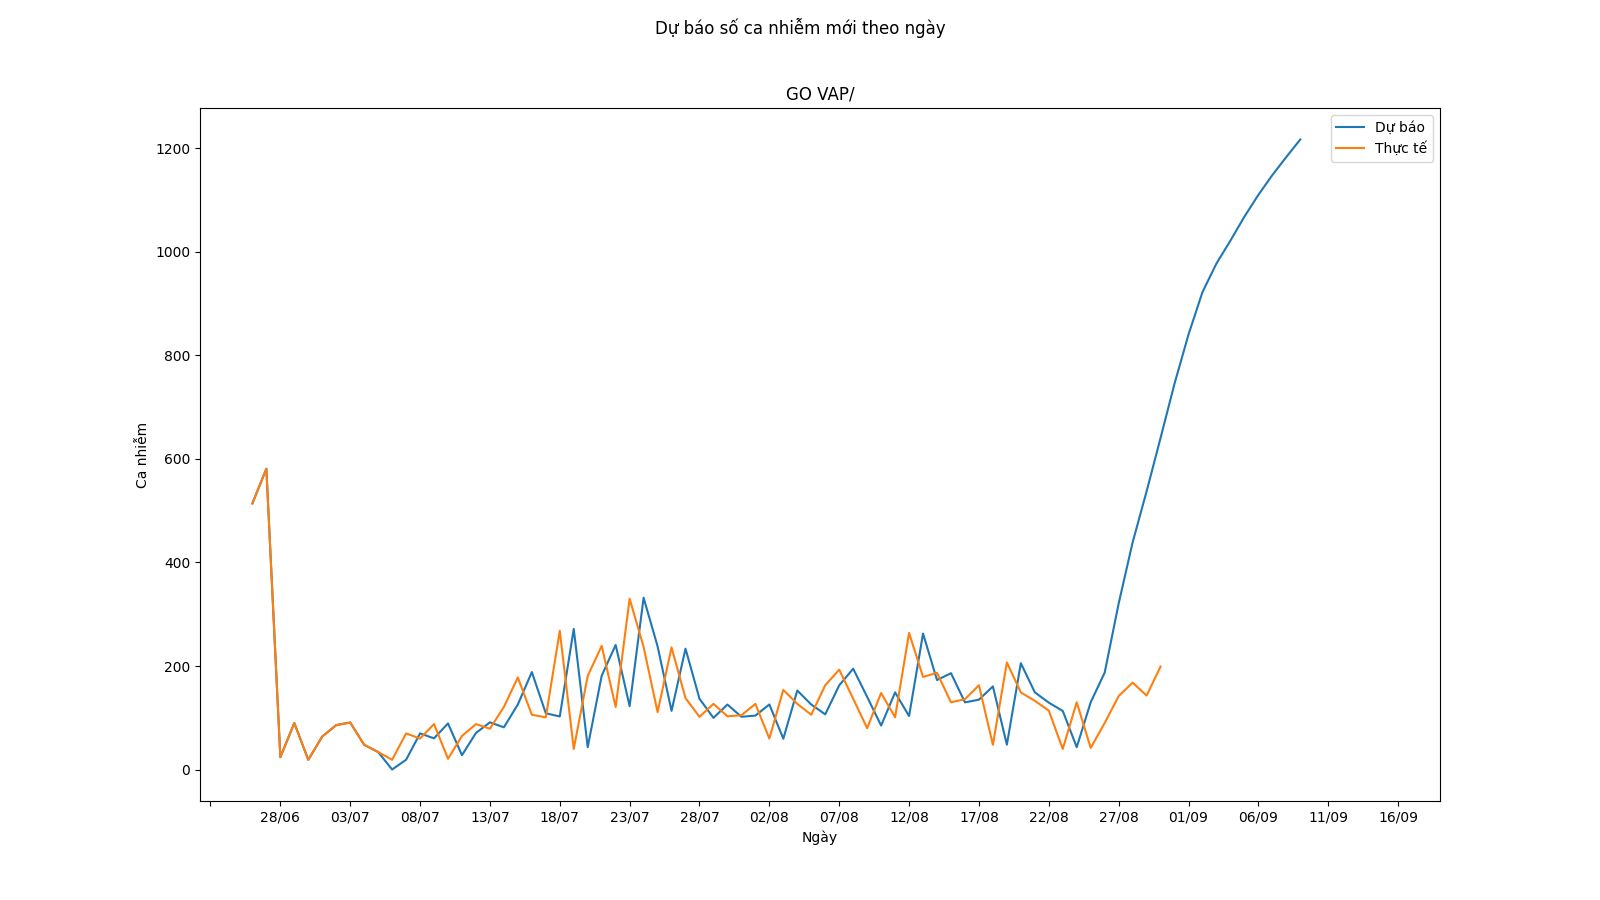 Dự báo số ca nhiễm mới theo ngày
GO VAP/
Dự báo
Thực tế
1200
1000
800
600
400
200
0
Ca nhiễm
28/06 03/07 08/07 13/07 18/07 23/07 28/07 02/08 07/08 12/08 17/08 22/08 27/08 01/09 06/09 11/09 16/09
Ngày